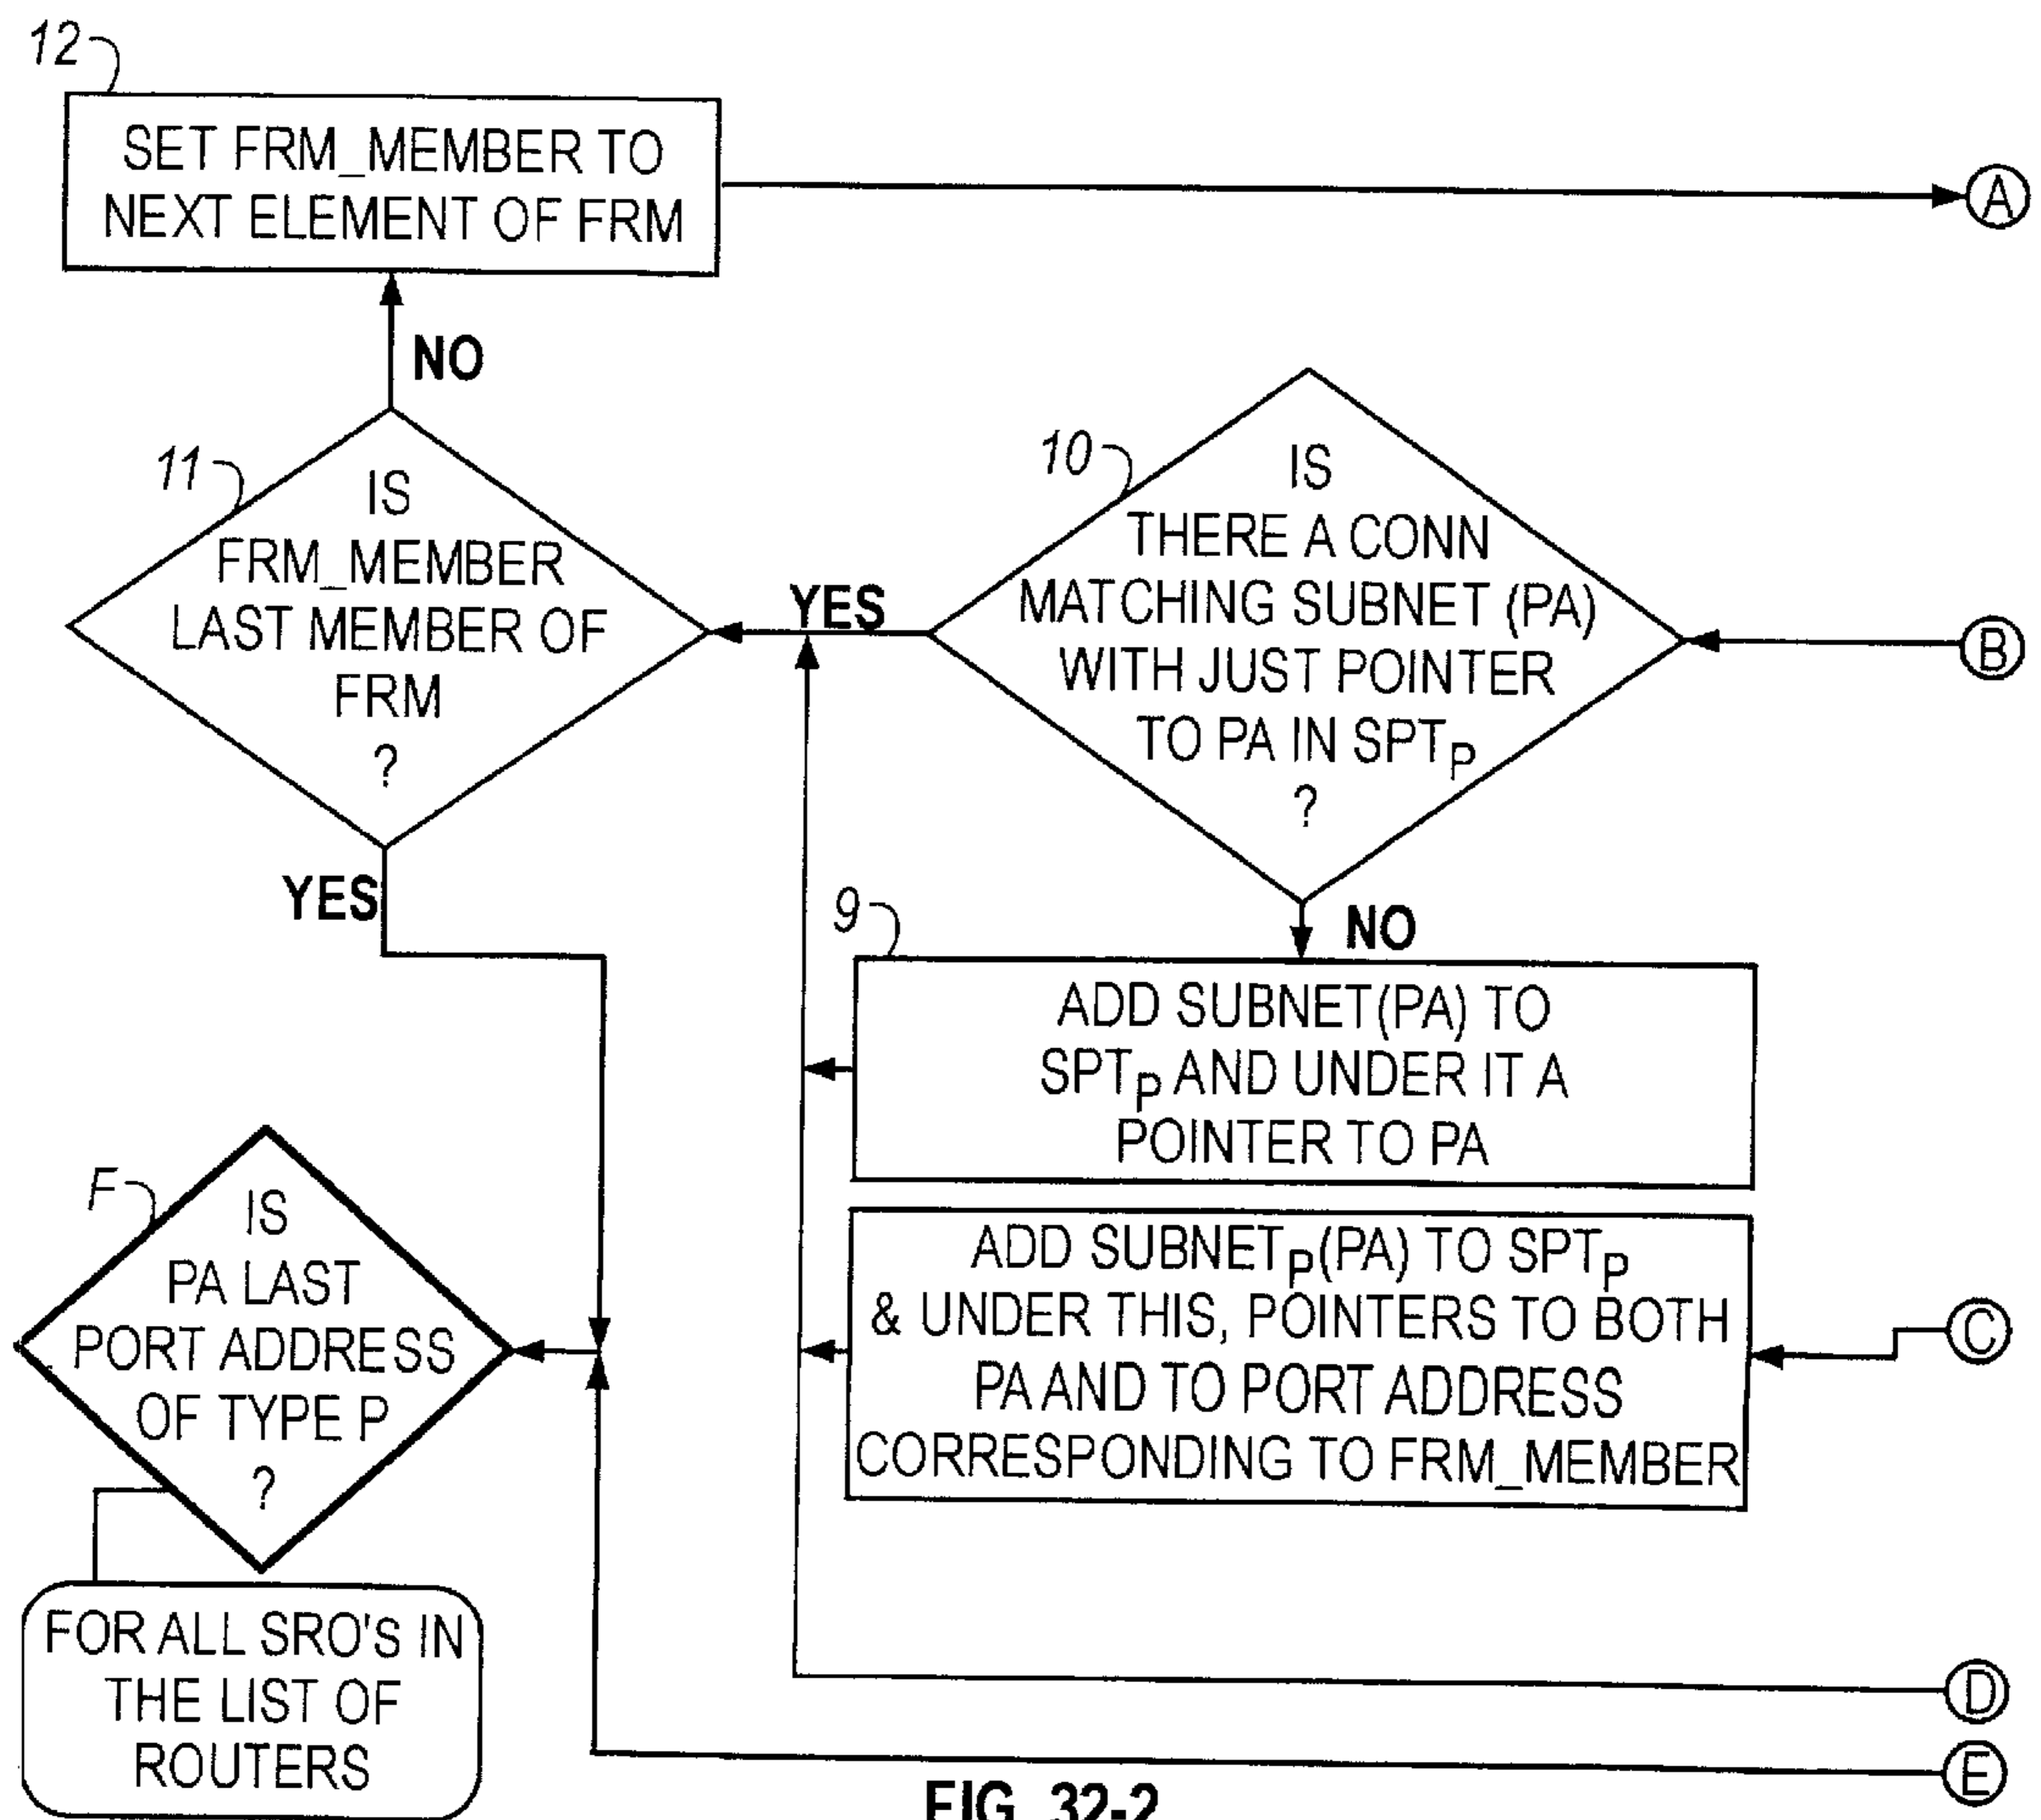 12
SET FRM_MEMBER TO
NEXT ELEMENT OF FRM
A
NO
11
IS
FRM_MEMBER
LAST MEMBER OF
FRM
?
YES
10
IS
THERE A CONN
MATCHING SUBNET (PA)
WITH JUST POINTER
TO PA IN SPTP
?
B
YES
NO
9
ADD SUBNET(PA) TO
SPTP AND UNDER IT A
POINTER TO PA
ADD SUBNETP(PA) TO SPTP
& UNDER THIS, POINTERS TO BOTH
PA AND TO PORT ADDRESS
CORRESPONDING TO FRM_MEMBER
C
F
IS
PA LAST
PORT ADDRESS
OF TYPE P
?
FOR ALL SRO's IN
THE LIST OF
ROUTERS
D
E
FIG. 32-2